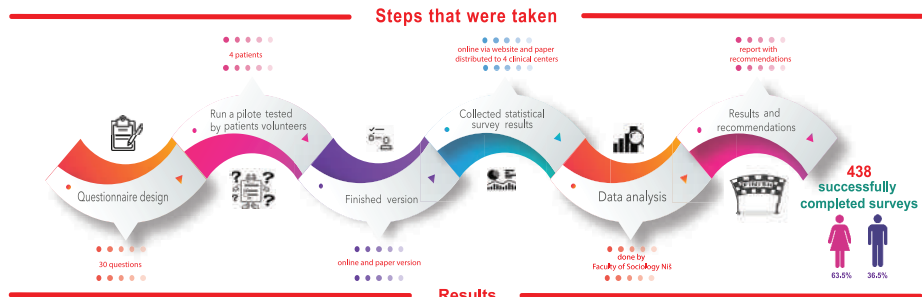 Steps that were taken
4 patients
online via website and paper
distributed to 4 clinical centers
report with
recommendations
Run a pilote tested
by patients volunteers
Collected statistical
survey results
Results and
recommendations
Questionnaire design
Finished version
Data analysis
438
successfully
completed surveys
63.5%
36.5%
30 questions
online and paper version
done by
Faculty of Sociology Niš
Results